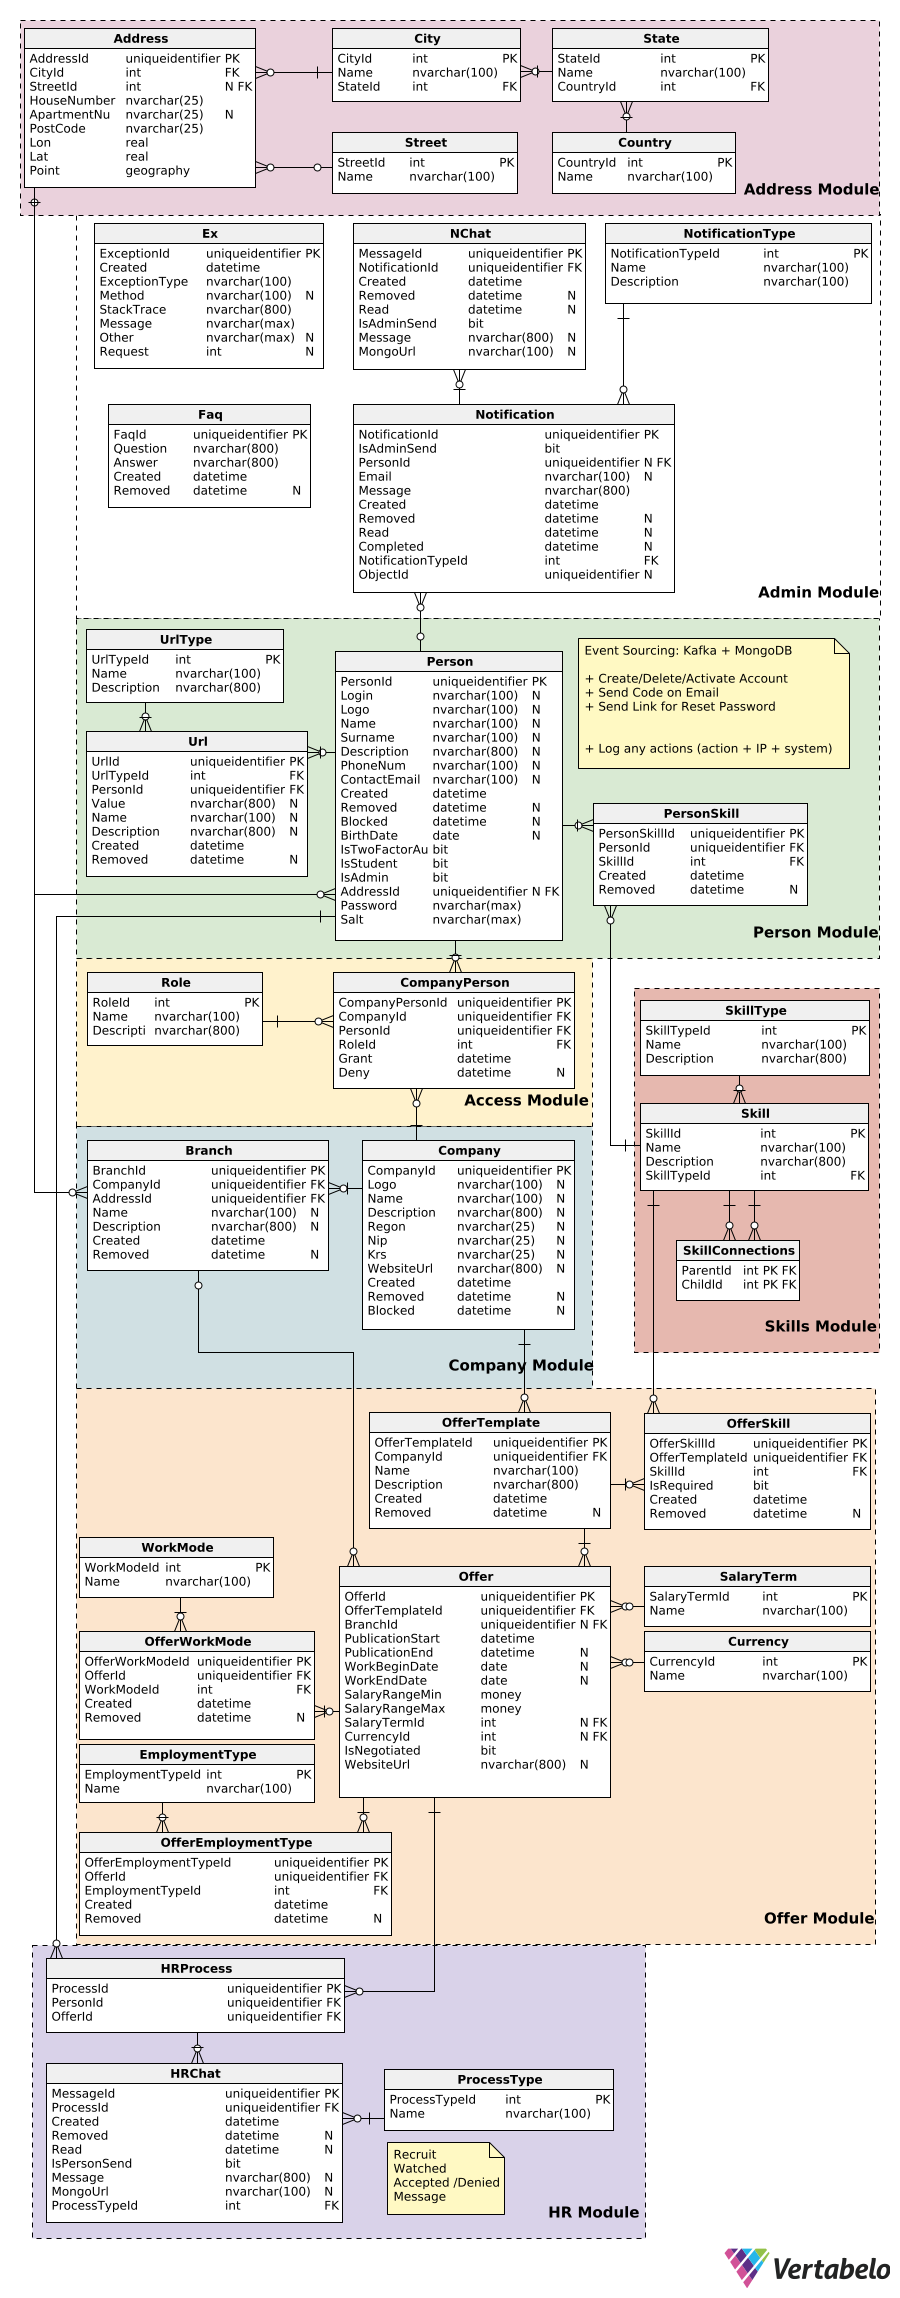 Address
AddressId uniqueidentifier PK
CityId int FK
StreetId int N FK
HouseNumber nvarchar(25)
ApartmentNu nvarchar(25) N
PostCode nvarchar(25)
Lon real
Lat real
Point geography
City
CityId int PK
Name nvarchar(100)
StateId int FK
State
StateId int PK
Name nvarchar(100)
CountryId int FK
Street
StreetId int PK
Name nvarchar(100)
Country
CountryId int PK
Name nvarchar(100)
Address Module
Ex
ExceptionId uniqueidentifier PK
Created datetime
ExceptionType nvarchar(100)
Method nvarchar(100) N
StackTrace nvarchar(800)
Message nvarchar(max)
Other nvarchar(max) N
Request int N
NChat
MessageId uniqueidentifier PK
NotificationId uniqueidentifier FK
Created datetime
Removed datetime N
Read datetime N
IsAdminSend bit
Message nvarchar(800) N
MongoUrl nvarchar(100) N
NotificationType
NotificationTypeId int PK
Name nvarchar(100)
Description nvarchar(100)
Faq
FaqId uniqueidentifier PK
Question nvarchar(800)
Answer nvarchar(800)
Created datetime
Removed datetime N
Notification
NotificationId uniqueidentifier PK
IsAdminSend bit
PersonId uniqueidentifier N FK
Email nvarchar(100) N
Message nvarchar(800)
Created datetime
Removed datetime N
Read datetime N
Completed datetime N
NotificationTypeId int FK
ObjectId uniqueidentifier N
Admin Module
UrlType
UrlTypeId int PK
Name nvarchar(100)
Description nvarchar(800)
Url
UrlId uniqueidentifier PK
UrlTypeId int FK
PersonId uniqueidentifier FK
Value nvarchar(800) N
Name nvarchar(100) N
Description nvarchar(800) N
Created datetime
Removed datetime N
Person
PersonId uniqueidentifier PK
Login nvarchar(100) N
Logo nvarchar(100) N
Name nvarchar(100) N
Surname nvarchar(100) N
Description nvarchar(800) N
PhoneNum nvarchar(100) N
ContactEmail nvarchar(100) N
Created datetime
Removed datetime N
Blocked datetime N
BirthDate date N
IsTwoFactorAu bit
IsStudent bit
IsAdmin bit
AddressId uniqueidentifier N FK
Password nvarchar(max)
Salt nvarchar(max)
Event Sourcing: Kafka + MongoDB
+ Create/Delete/Activate Account
+ Send Code on Email
+ Send Link for Reset Password
+ Log any actions (action + IP + system)
PersonSkill
PersonSkillId uniqueidentifier PK
PersonId uniqueidentifier FK
SkillId int FK
Created datetime
Removed datetime N
Person Module
Role
RoleId int PK
Name nvarchar(100)
Descripti nvarchar(800)
CompanyPerson
CompanyPersonId uniqueidentifier PK
CompanyId uniqueidentifier FK
PersonId uniqueidentifier FK
RoleId int FK
Grant datetime
Deny datetime N
Access Module
SkillType
SkillTypeId int PK
Name nvarchar(100)
Description nvarchar(800)
Skill
SkillId int PK
Name nvarchar(100)
Description nvarchar(800)
SkillTypeId int FK
SkillConnections
ParentId int PK FK
ChildId int PK FK
Skills Module
Branch
BranchId uniqueidentifier PK
CompanyId uniqueidentifier FK
AddressId uniqueidentifier FK
Name nvarchar(100) N
Description nvarchar(800) N
Created datetime
Removed datetime N
Company
CompanyId uniqueidentifier PK
Logo nvarchar(100) N
Name nvarchar(100) N
Description nvarchar(800) N
Regon nvarchar(25) N
Nip nvarchar(25) N
Krs nvarchar(25) N
WebsiteUrl nvarchar(800) N
Created datetime
Removed datetime N
Blocked datetime N
Company Module
OfferTemplate
OfferTemplateId uniqueidentifier PK
CompanyId uniqueidentifier FK
Name nvarchar(100)
Description nvarchar(800)
Created datetime
Removed datetime N
OfferSkill
OfferSkillId uniqueidentifier PK
OfferTemplateId uniqueidentifier FK
SkillId int FK
IsRequired bit
Created datetime
Removed datetime N
WorkMode
WorkModeId int PK
Name nvarchar(100)
OfferWorkMode
OfferWorkModeId uniqueidentifier PK
OfferId uniqueidentifier FK
WorkModeId int FK
Created datetime
Removed datetime N
Offer
OfferId uniqueidentifier PK
OfferTemplateId uniqueidentifier FK
BranchId uniqueidentifier N FK
PublicationStart datetime
PublicationEnd datetime N
WorkBeginDate date N
WorkEndDate date N
SalaryRangeMin money
SalaryRangeMax money
SalaryTermId int N FK
CurrencyId int N FK
IsNegotiated bit
WebsiteUrl nvarchar(800) N
SalaryTerm
SalaryTermId int PK
Name nvarchar(100)
Currency
CurrencyId int PK
Name nvarchar(100)
EmploymentType
EmploymentTypeId int PK
Name nvarchar(100)
OfferEmploymentType
OfferEmploymentTypeId uniqueidentifier PK
OfferId uniqueidentifier FK
EmploymentTypeId int FK
Created datetime
Removed datetime N
Offer Module
HRProcess
ProcessId uniqueidentifier PK
PersonId uniqueidentifier FK
OfferId uniqueidentifier FK
HRChat
MessageId uniqueidentifier PK
ProcessId uniqueidentifier FK
Created datetime
Removed datetime N
Read datetime N
IsPersonSend bit
Message nvarchar(800) N
MongoUrl nvarchar(100) N
ProcessTypeId int FK
ProcessType
ProcessTypeId int PK
Name nvarchar(100)
Recruit
Watched
Accepted /Denied
Message
HR Module
Vertabelo